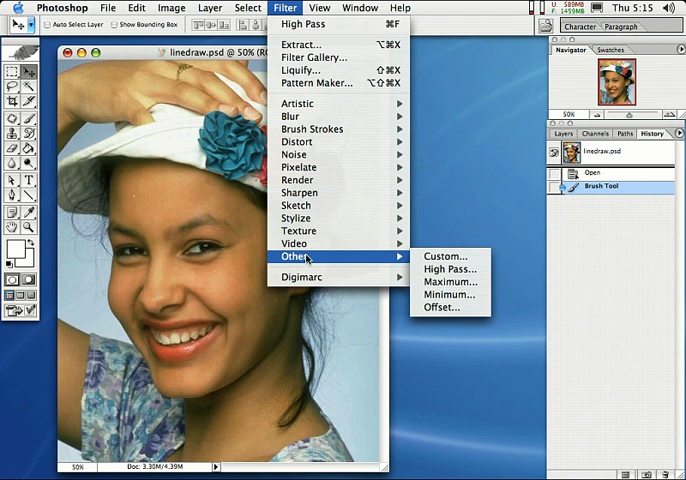 Photoshop File Edit Image Layer Select Filter View Window Help
U: 589MB
F: 1459MB
Thu 5:15
Auto Select Layer Show Bounding Box
Character Paragraph
linedraw.psd @ 50%
High Pass ⌘F
Extract... ⌥⌘X
Filter Gallery...
Liquify... ⇧⌘X
Pattern Maker... ⌥⇧⌘X
Artistic
Blur
Brush Strokes
Distort
Noise
Pixelate
Render
Sharpen
Sketch
Stylize
Texture
Video
Other
Digimarc
Custom...
High Pass...
Maximum...
Minimum...
Offset...
Navigator Swatches
50%
Layers Channels Paths History
linedraw.psd
Open
Brush Tool
50% Doc: 3.30M/4.39M